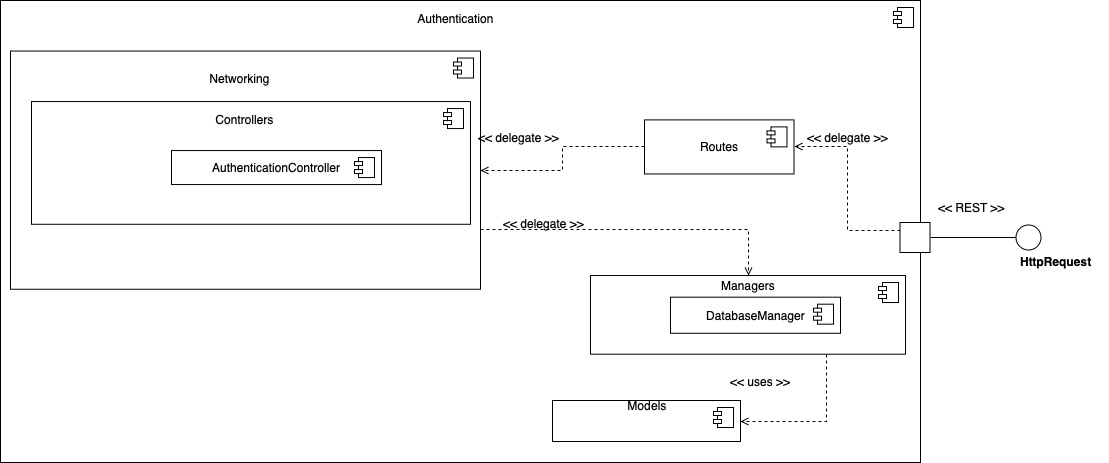 Authentication
Networking
Controllers
AuthenticationController
<< delegate >>
Routes
<< delegate >>
<< REST >>
HttpRequest
<< delegate >>
Managers
DatabaseManager
<< uses >>
Models